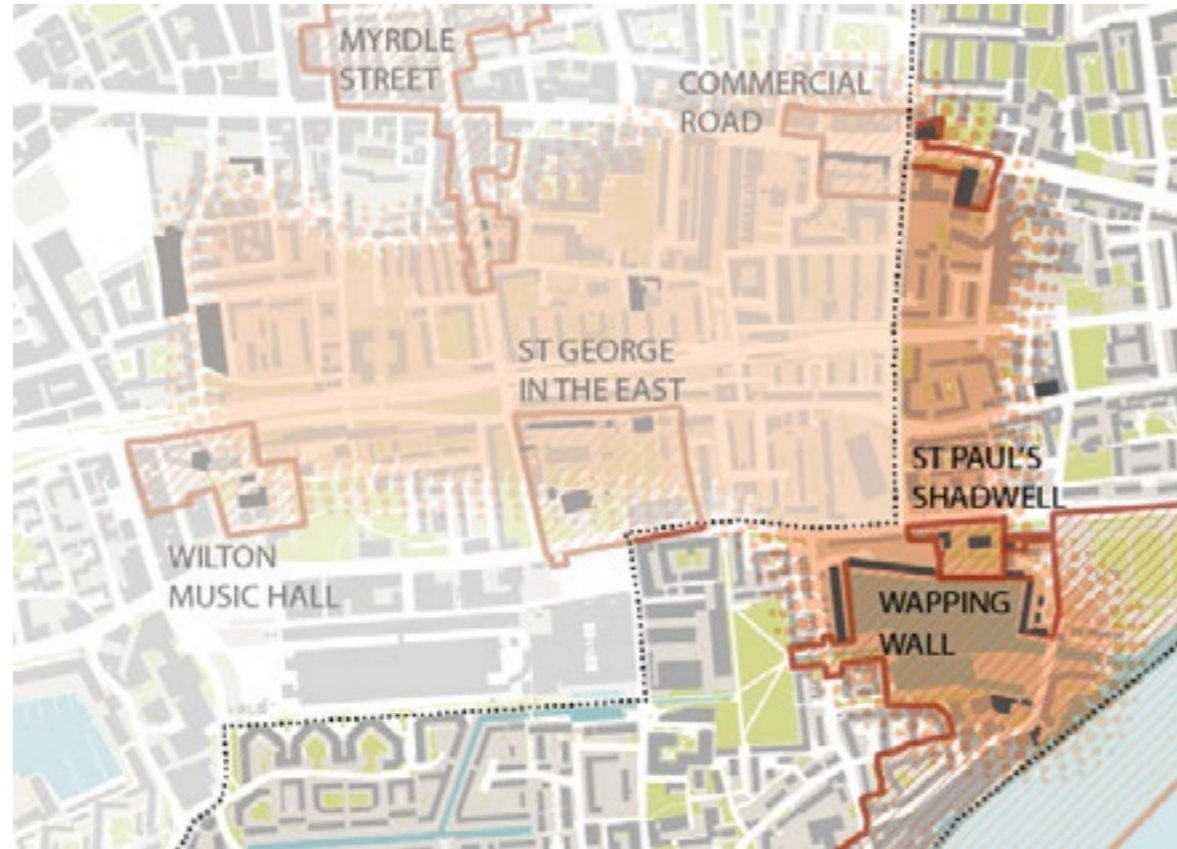 MYRDLE
STREET
COMMERCIAL
ROAD
ST GEORGE
IN THE EAST
ST PAUL'S
SHADWELL
WILTON
MUSIC HALL
WAPPING
WALL